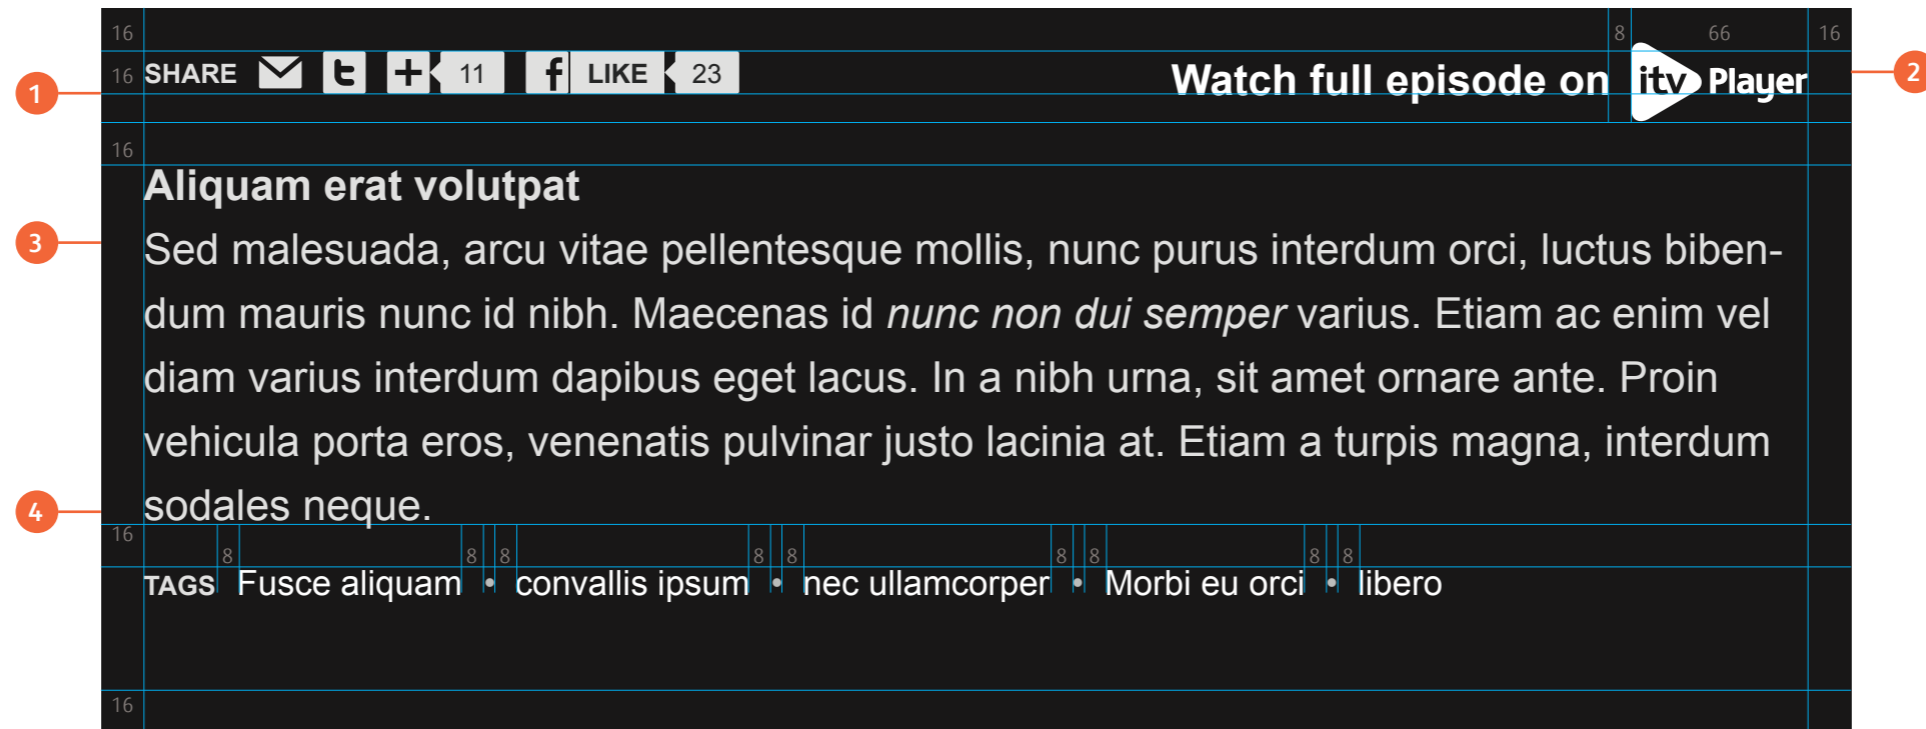 16 8 66 16
16 SHARE t + 11 f LIKE 23 Watch full episode on itv Player
1 2
16
Aliquam erat volutpat
3 Sed malesuada, arcu vitae pellentesque mollis, nunc purus interdum orci, luctus biben-
dum mauris nunc id nibh. Maecenas id nunc non dui semper varius. Etiam ac enim vel
diam varius interdum dapibus eget lacus. In a nibh urna, sit amet ornare ante. Proin
vehicula porta eros, venenatis pulvinar justo lacinia at. Etiam a turpis magna, interdum
4 sodales neque.
16
8 8 8 8 8 8 8 8 8
TAGS Fusce aliquam • convallis ipsum • nec ullamcorper • Morbi eu orci • libero
16